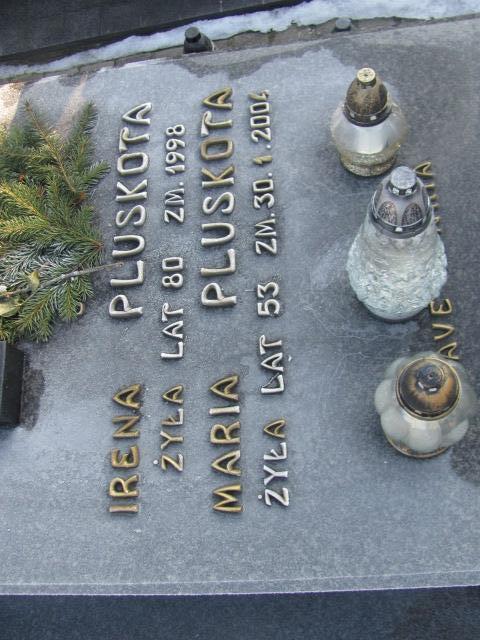 IRENA PLUSKOTA
ŻYŁA LAT 80 ZM. 1998
MARIA PLUSKOTA
ŻYŁA LAT 53 ZM. 30. 1. 2004
AVE